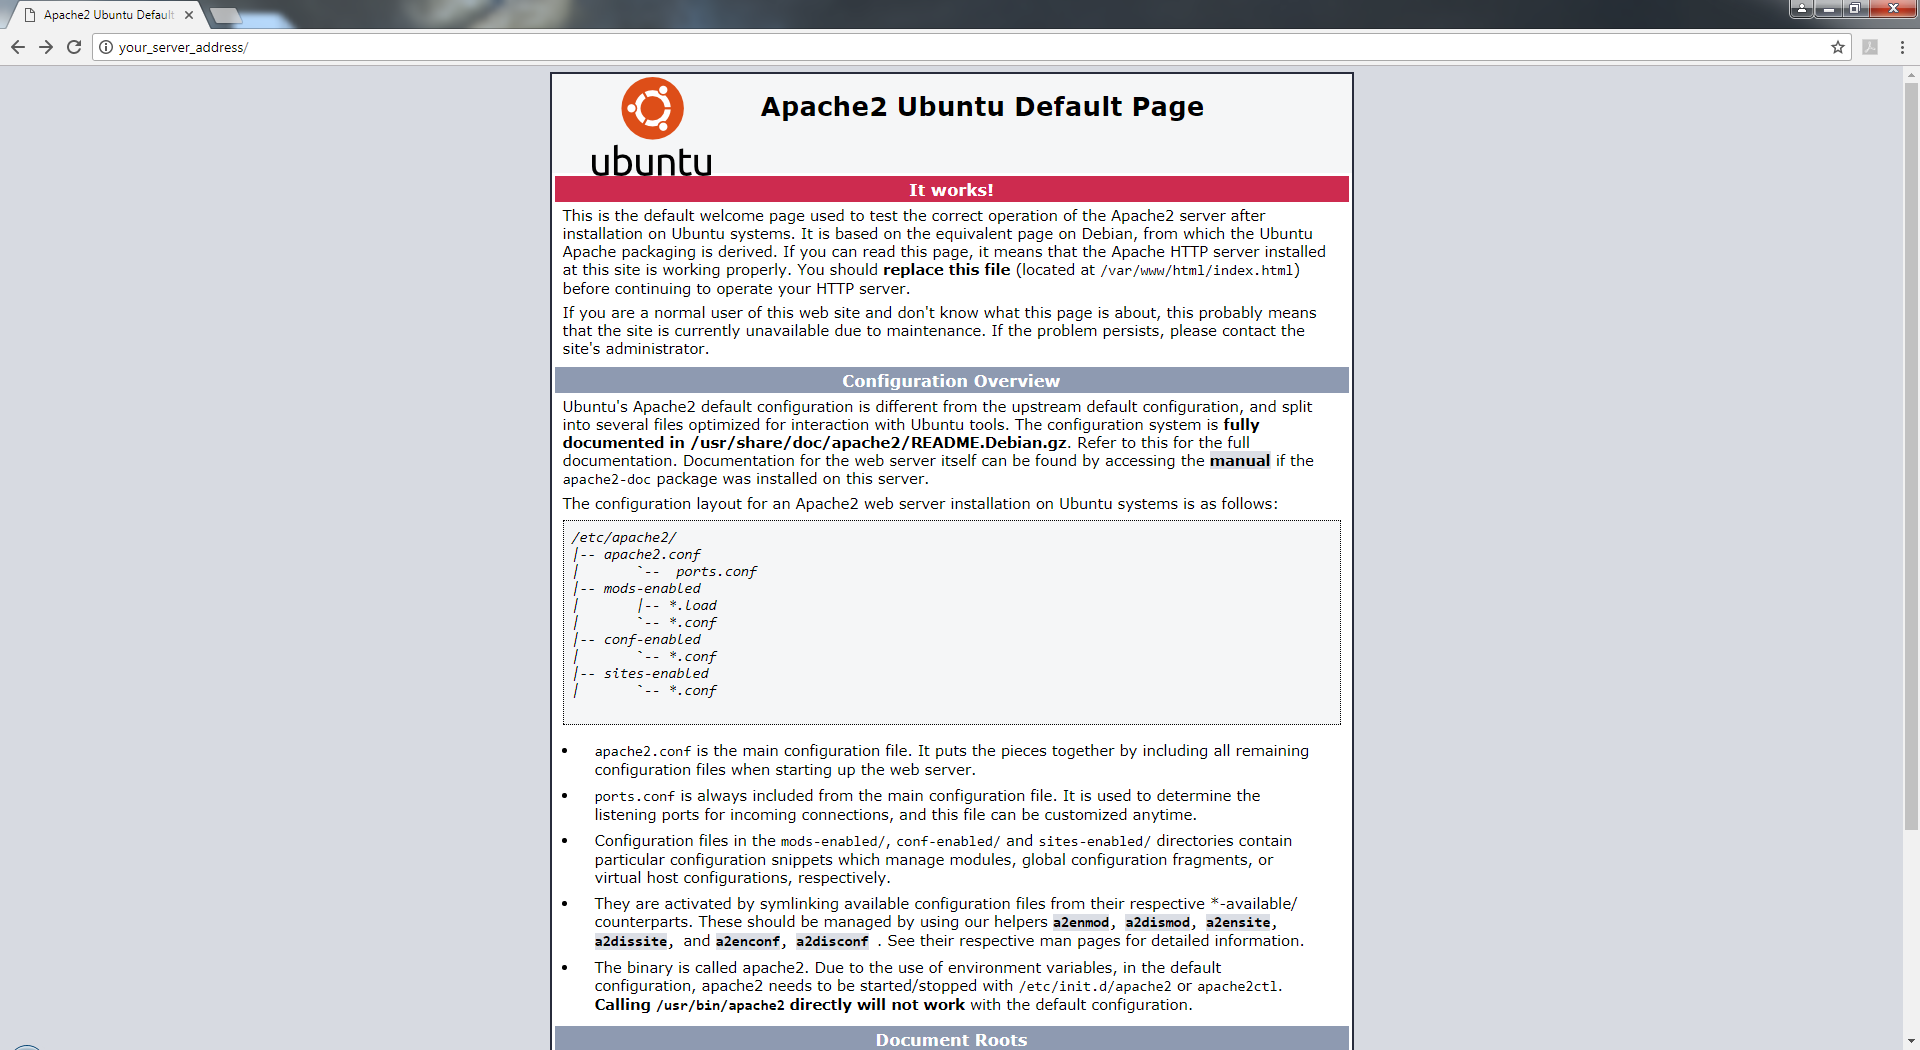 Apache2 Ubuntu Default
your_server_address/
ubuntu
Apache2 Ubuntu Default Page
It works!
This is the default welcome page used to test the correct operation of the Apache2 server after
installation on Ubuntu systems. It is based on the equivalent page on Debian, from which the Ubuntu
Apache packaging is derived. If you can read this page, it means that the Apache HTTP server installed
at this site is working properly. You should replace this file (located at /var/www/html/index.html)
before continuing to operate your HTTP server.
If you are a normal user of this web site and don't know what this page is about, this probably means
that the site is currently unavailable due to maintenance. If the problem persists, please contact the
site's administrator.
Configuration Overview
Ubuntu's Apache2 default configuration is different from the upstream default configuration, and split
into several files optimized for interaction with Ubuntu tools. The configuration system is fully
documented in /usr/share/doc/apache2/README.Debian.gz. Refer to this for the full
documentation. Documentation for the web server itself can be found by accessing the manual if the
apache2-doc package was installed on this server.
The configuration layout for an Apache2 web server installation on Ubuntu systems is as follows:
/etc/apache2/
|-- apache2.conf
|       `--  ports.conf
|-- mods-enabled
|       |-- *.load
|       `-- *.conf
|-- conf-enabled
|       `-- *.conf
|-- sites-enabled
|       `-- *.conf
• apache2.conf is the main configuration file. It puts the pieces together by including all remaining
configuration files when starting up the web server.
• ports.conf is always included from the main configuration file. It is used to determine the
listening ports for incoming connections, and this file can be customized anytime.
• Configuration files in the mods-enabled/, conf-enabled/ and sites-enabled/ directories contain
particular configuration snippets which manage modules, global configuration fragments, or
virtual host configurations, respectively.
• They are activated by symlinking available configuration files from their respective *-available/
counterparts. These should be managed by using our helpers a2enmod, a2dismod, a2ensite,
a2dissite, and a2enconf, a2disconf . See their respective man pages for detailed information.
• The binary is called apache2. Due to the use of environment variables, in the default
configuration, apache2 needs to be started/stopped with /etc/init.d/apache2 or apache2ctl.
Calling /usr/bin/apache2 directly will not work with the default configuration.
Document Roots